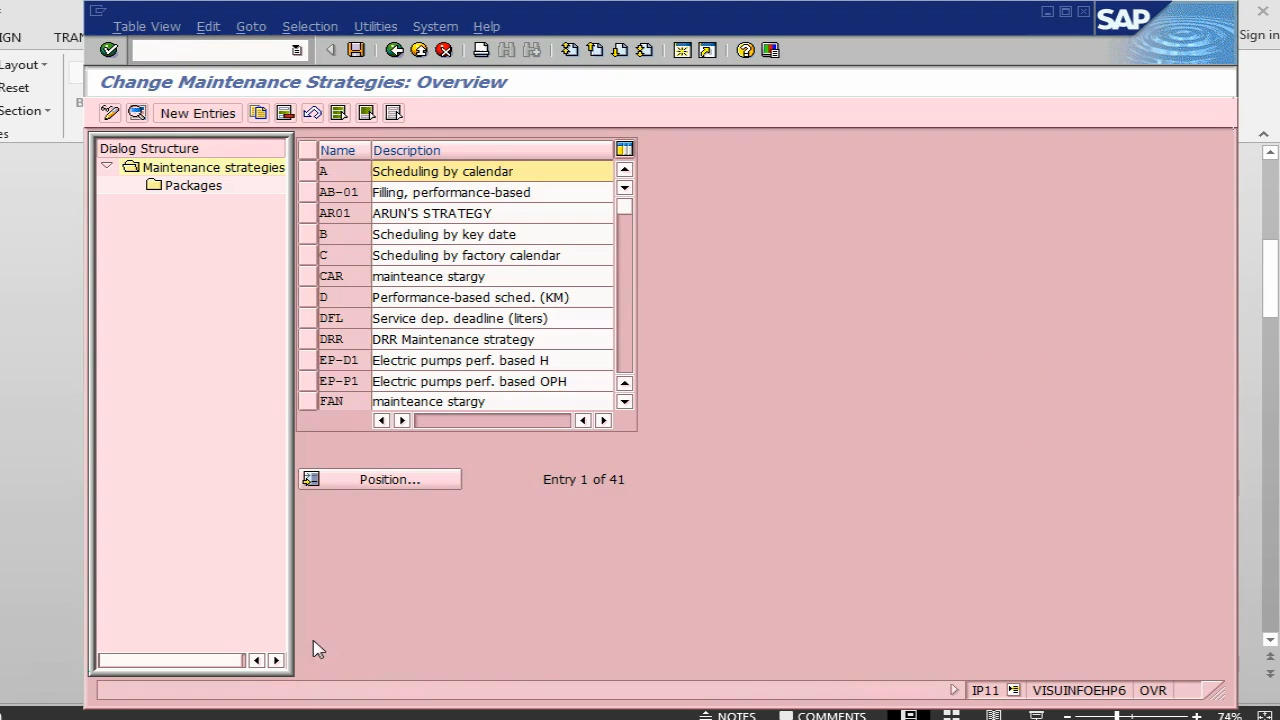 Table View Edit Goto Selection Utilities System Help
SAP
Sign in
IGN TRAN
Layout
Reset
Section
Change Maintenance Strategies: Overview
New Entries
Dialog Structure
Maintenance strategies
Packages
Name Description
A Scheduling by calendar
AB-01 Filling, performance-based
AR01 ARUN'S STRATEGY
B Scheduling by key date
C Scheduling by factory calendar
CAR mainteance stargy
D Performance-based sched. (KM)
DFL Service dep. deadline (liters)
DRR DRR Maintenance strategy
EP-D1 Electric pumps perf. based H
EP-P1 Electric pumps perf. based OPH
FAN mainteance stargy
Position... Entry 1 of 41
IP11 VISUINFOEHP6 OVR
NOTES COMMENTS 74%